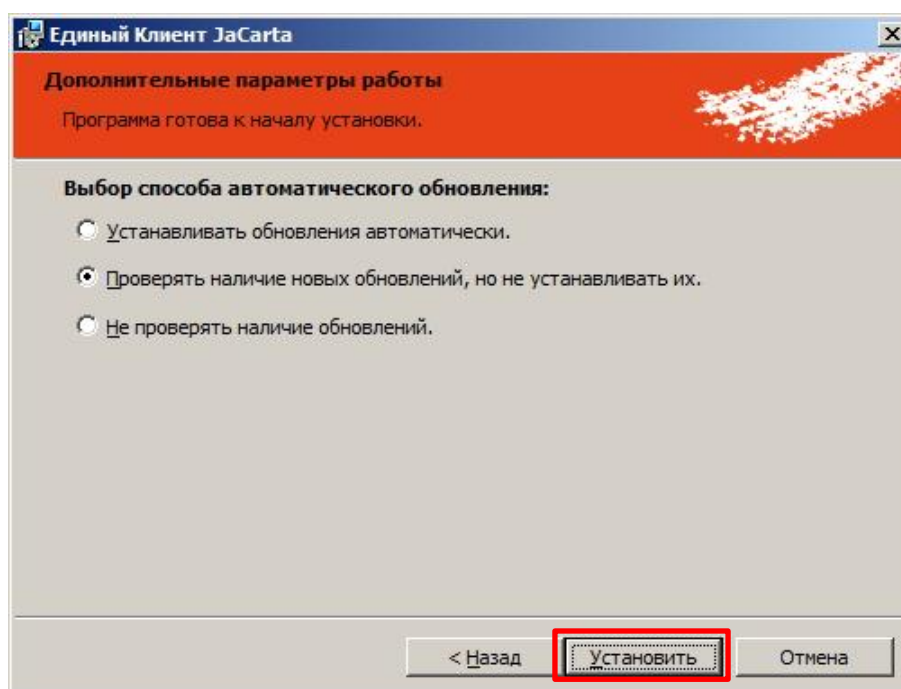 Единый Клиент JaCarta
Дополнительные параметры работы
Программа готова к началу установки.
Выбор способа автоматического обновления:
Устанавливать обновления автоматически.
Проверять наличие новых обновлений, но не устанавливать их.
Не проверять наличие обновлений.
< Назад
Установить
Отмена